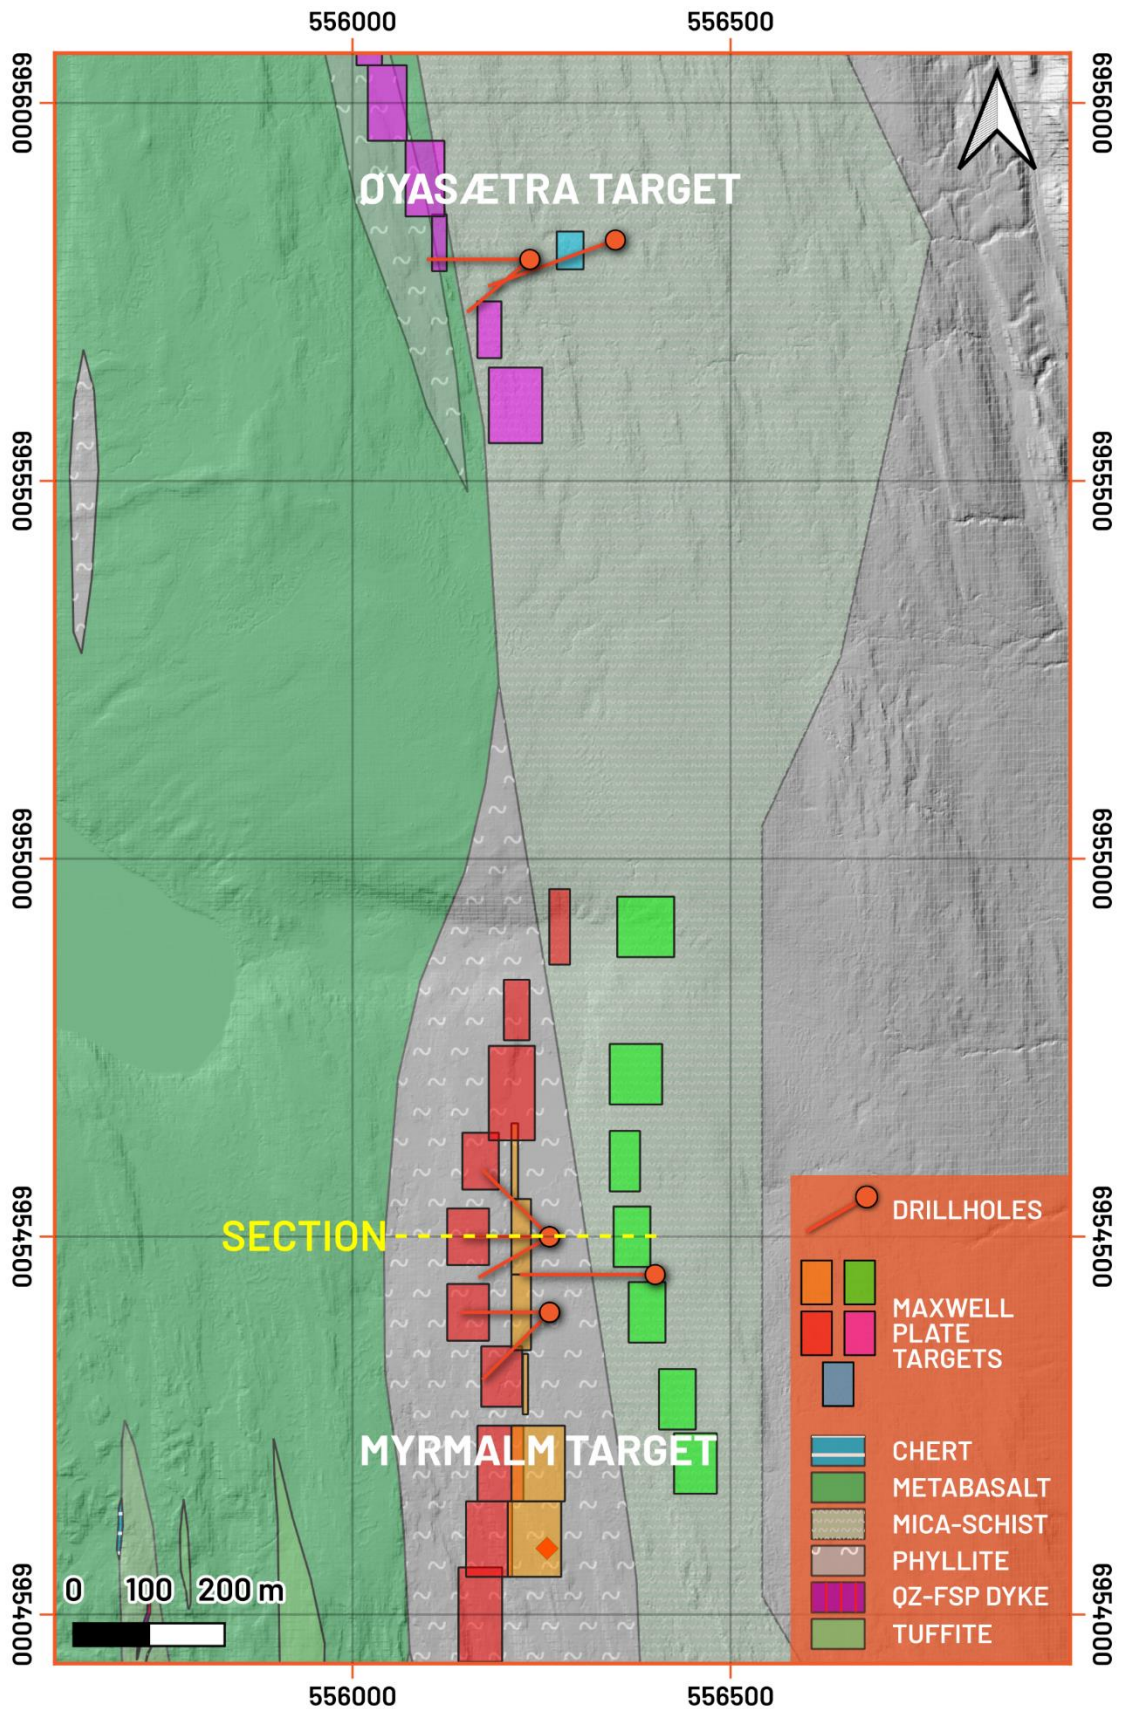 556000
556500
6956000
6956000
ØYASÆTRA TARGET
6955500
6955500
6955000
6955000
SECTION
6954500
6954500
DRILLHOLES
MAXWELL
PLATE
TARGETS
MYRMALM TARGET
CHERT
METABASALT
MICA-SCHIST
PHYLLITE
QZ-FSP DYKE
TUFFITE
0 100 200 m
6954000
6954000
556000
556500